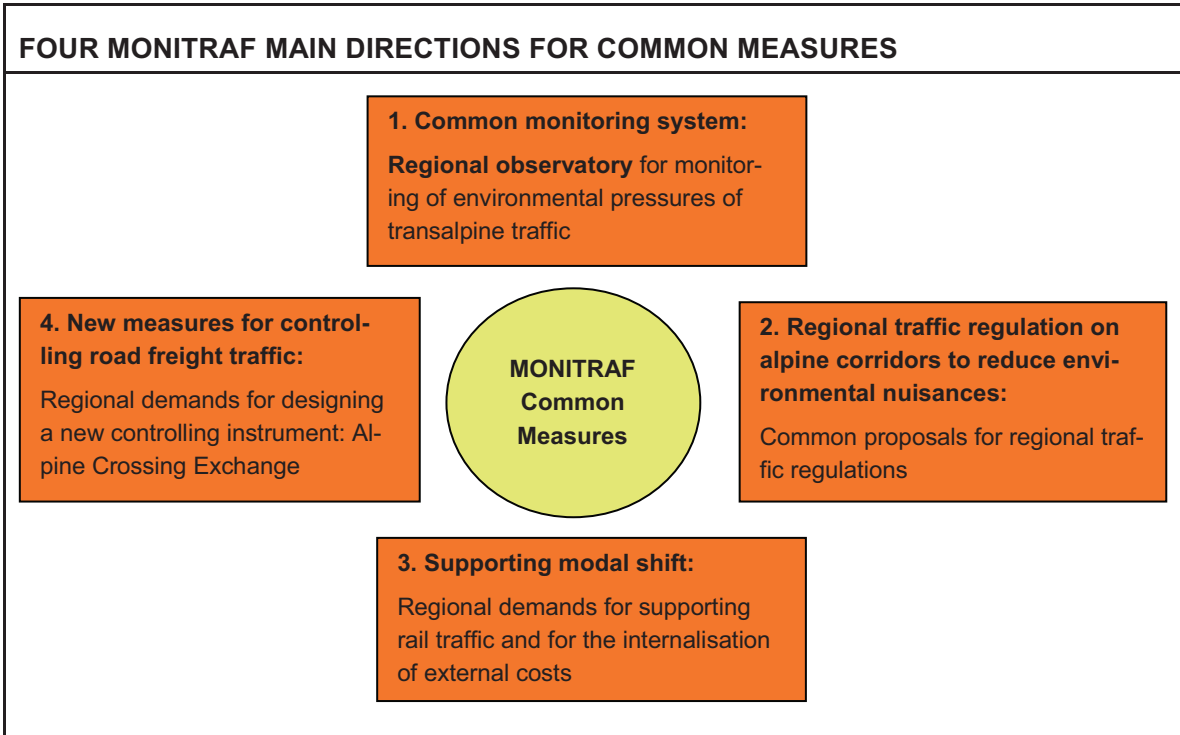 FOUR MONITRAF MAIN DIRECTIONS FOR COMMON MEASURES
1. Common monitoring system:
Regional observatory for monitor-
ing of environmental pressures of
transalpine traffic
4. New measures for control-
ling road freight traffic:
Regional demands for designing
a new controlling instrument: Al-
pine Crossing Exchange
MONITRAF
Common
Measures
2. Regional traffic regulation on
alpine corridors to reduce envi-
ronmental nuisances:
Common proposals for regional traf-
fic regulations
3. Supporting modal shift:
Regional demands for supporting
rail traffic and for the internalisation
of external costs